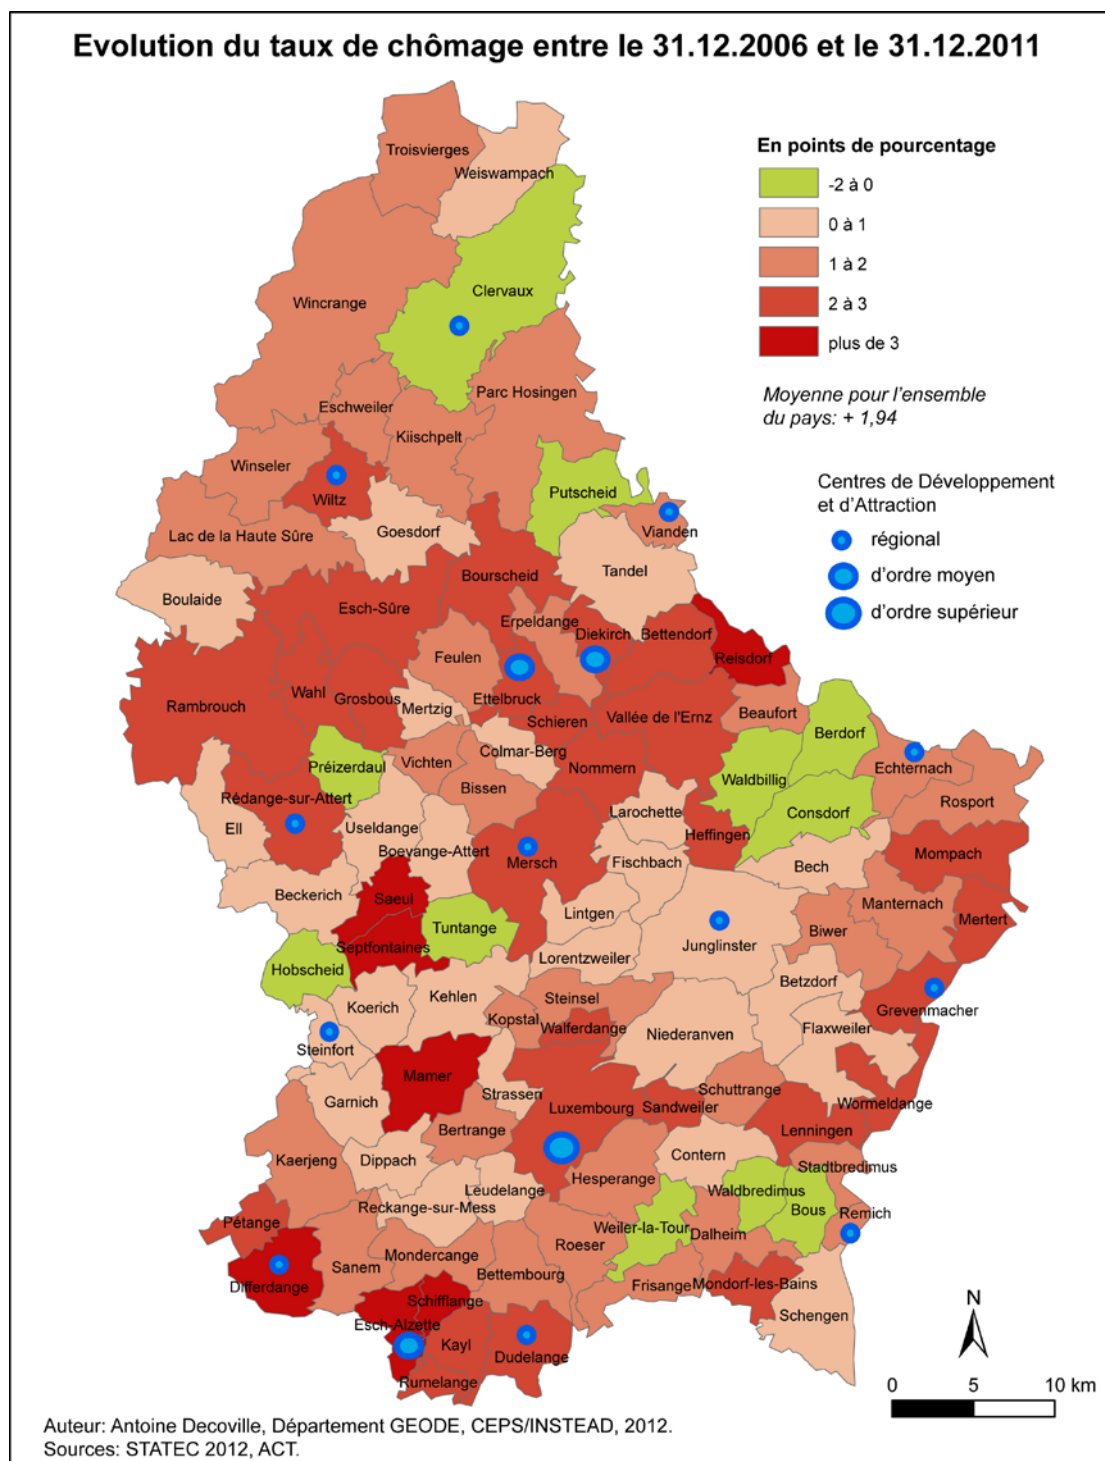 Evolution du taux de chômage entre le 31.12.2006 et le 31.12.2011
En points de pourcentage
-2 à 0
0 à 1
1 à 2
2 à 3
plus de 3
Moyenne pour l'ensemble
du pays: + 1,94
Centres de Développement
et d'Attraction
régional
d'ordre moyen
d'ordre supérieur
Troisvierges
Weiswampach
Clervaux
Wincrange
Parc Hosingen
Eschweiler
Kiischpelt
Winseler
Wiltz
Putscheid
Vianden
Goesdorf
Lac de la Haute Sûre
Bourscheid
Tandel
Boulaide
Esch-Sûre
Erpeldange
Diekirch
Bettendorf
Reisdorf
Feulen
Wahl
Grosbous
Ettelbruck
Rambrouch
Mertzig
Schieren
Vallée de l'Ernz
Beaufort
Berdorf
Colmar-Berg
Préizerdaul
Vichten
Nommern
Echternach
Waldbillig
Bissen
Rédange-sur-Attert
Rosport
Larochette
Consdorf
Ell
Useldange
Heffingen
Boevange-Attert
Mersch
Fischbach
Mompach
Bech
Beckerich
Saeul
Manternach
Lintgen
Mertert
Tuntange
Biwer
Septfontaines
Junglinster
Lorentzweiler
Hobscheid
Betzdorf
Kehlen
Steinsel
Koerich
Grevenmacher
Kopstal
Walferdange
Niederanven
Flaxweiler
Steinfort
Mamer
Strassen
Schuttrange
Garnich
Luxembourg
Sandweiler
Wormeldange
Bertrange
Lenningen
Kaerjeng
Dippach
Contern
Stadtbredimus
Hesperange
Leudelange
Waldbredimus
Reckange-sur-Mess
Bous
Remich
Pétange
Weiler-la-Tour
Dalheim
Roeser
Mondercange
Sanem
Bettembourg
Differdange
Frisange
Mondorf-les-Bains
Schifflange
Schengen
Esch-Alzette
Kayl
Dudelange
Rumelange
N
0 5 10 km
Auteur: Antoine Decoville, Département GEODE, CEPS/INSTEAD, 2012.
Sources: STATEC 2012, ACT.